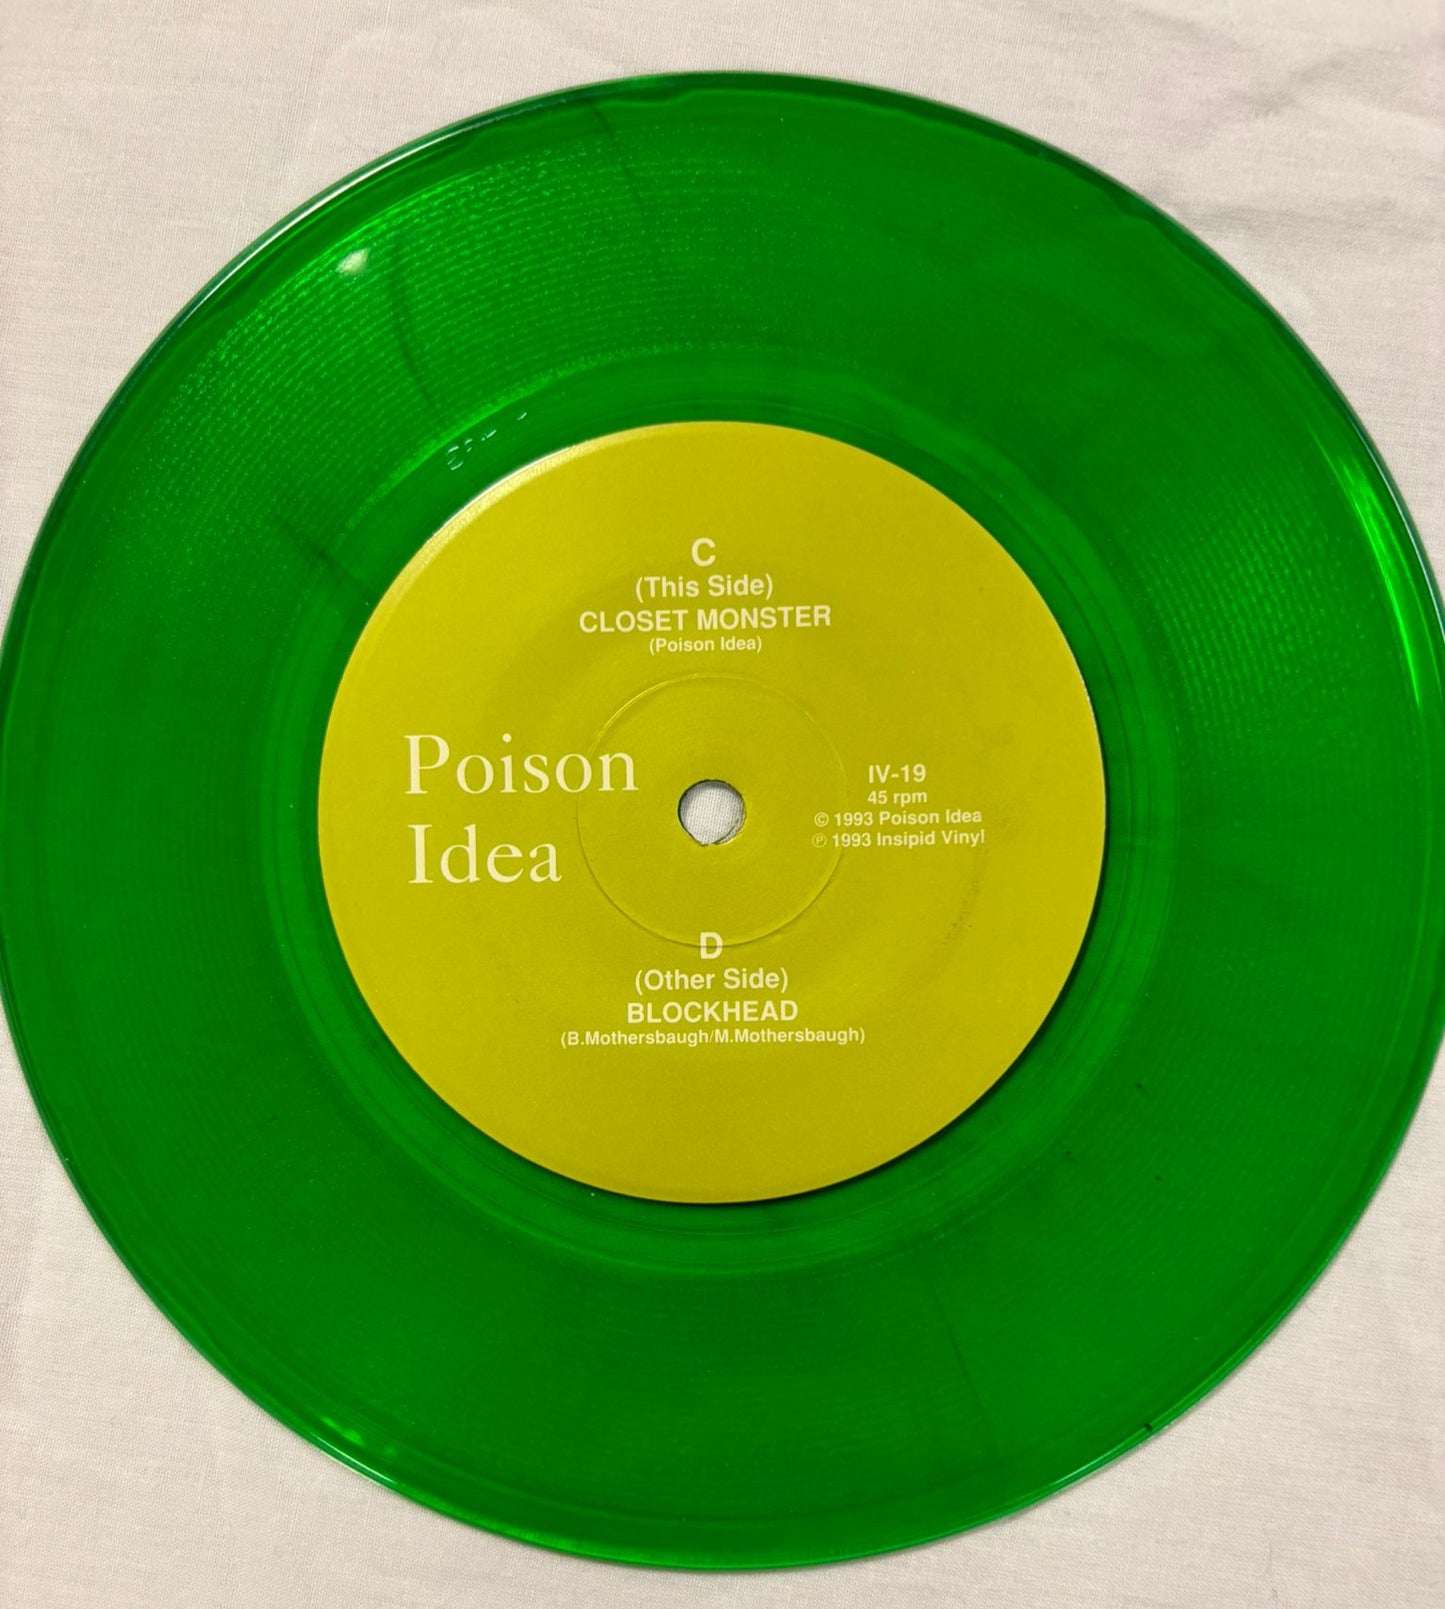 C
(This Side)
CLOSET MONSTER
(Poison Idea)
Poison
Idea
IV-19
45 rpm
© 1993 Poison Idea
℗ 1993 Insipid Vinyl
D
(Other Side)
BLOCKHEAD
(B.Mothersbaugh/M.Mothersbaugh)